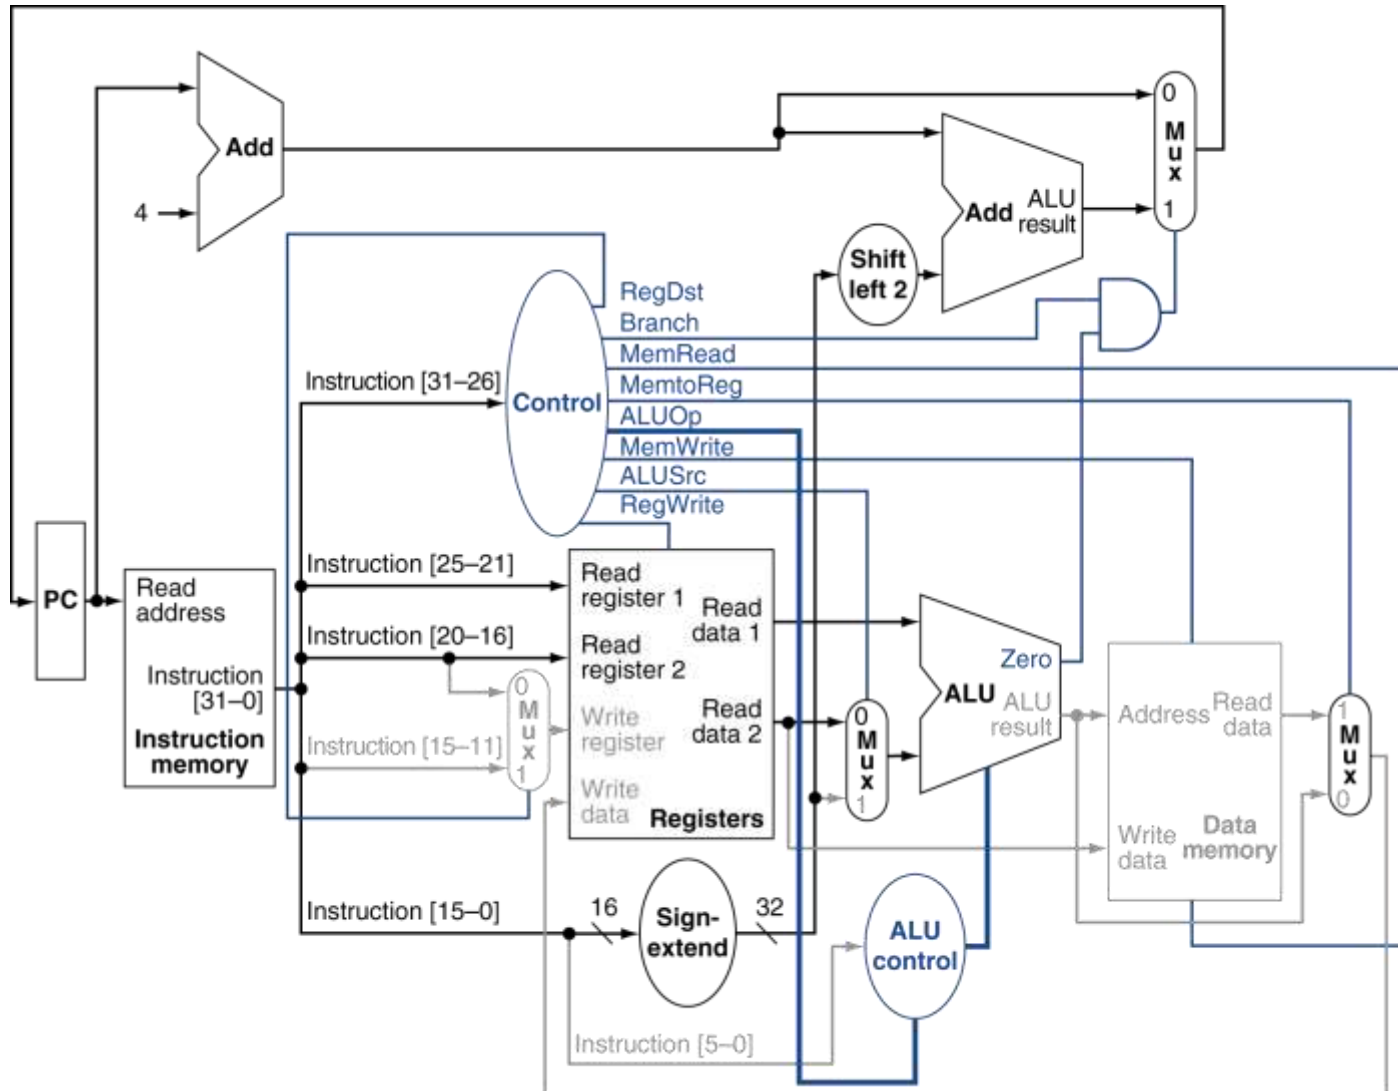 0
M
u
x
1
Add
4
Add
ALU
result
Shift
left 2
RegDst
Branch
MemRead
MemtoReg
ALUOp
MemWrite
ALUSrc
RegWrite
Instruction [31–26]
Control
PC
Read
address
Instruction
[31–0]
Instruction
memory
Instruction [25–21]
Instruction [20–16]
Instruction [15–11]
0
M
u
x
1
Read
register 1
Read
register 2
Write
register
Write
data
Read
data 1
Read
data 2
Registers
0
M
u
x
1
Zero
ALU
ALU
result
Address
Read
data
Write
data
Data
memory
1
M
u
x
0
Instruction [15–0]
16
Sign-
extend
32
ALU
control
Instruction [5–0]